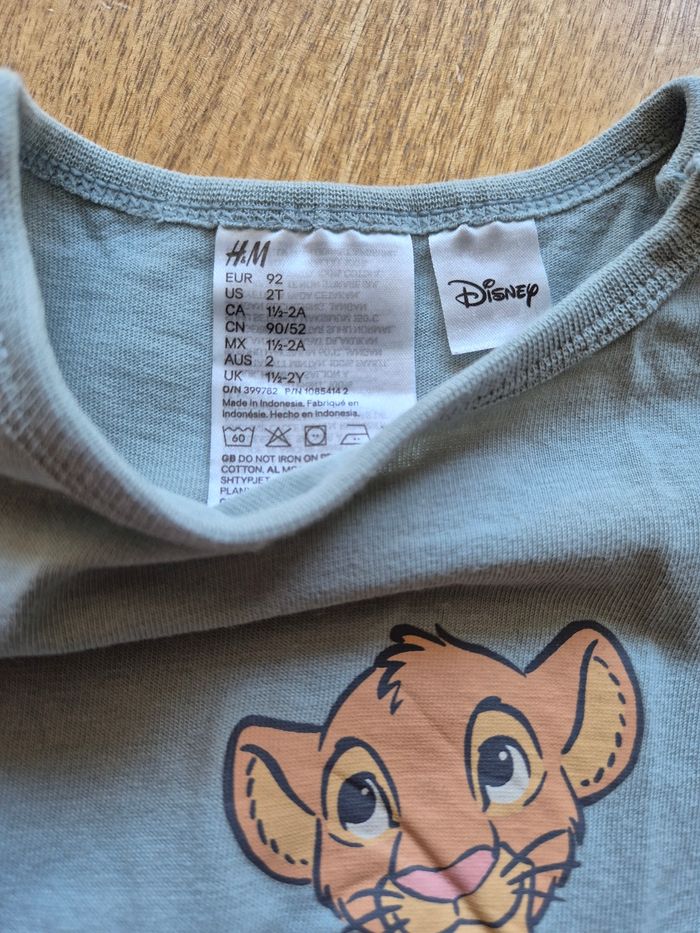 H&M
EUR 92
US 2T
CA 1½-2A
CN 90/52
MX 1½-2A
AUS 2
UK 1½-2Y
O/N 399782 P/N 1085414 2
Made in Indonesia. Fabriqué en
Indonésie. Hecho en Indonesia.
60
GB DO NOT IRON ON
COTTON. AL
SHTYPJET
Disney